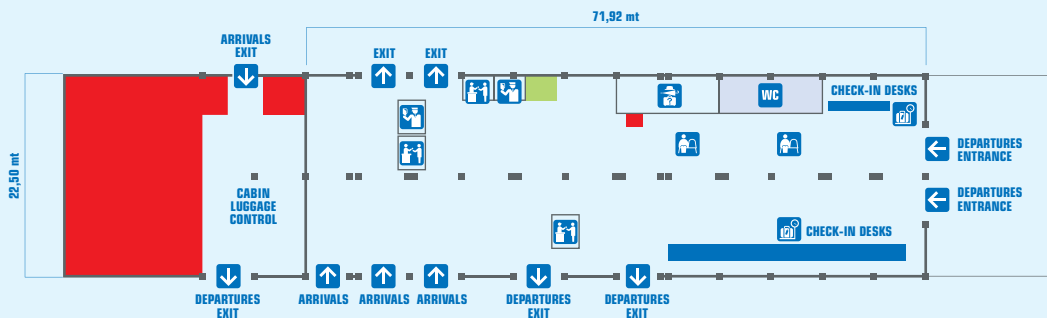 71,92 mt
ARRIVALS
EXIT
EXIT
EXIT
22,50 mt
?
WC
CHECK-IN DESKS
DEPARTURES
ENTRANCE
DEPARTURES
ENTRANCE
CABIN
LUGGAGE
CONTROL
CHECK-IN DESKS
DEPARTURES
EXIT
ARRIVALS
ARRIVALS
ARRIVALS
DEPARTURES
EXIT
DEPARTURES
EXIT